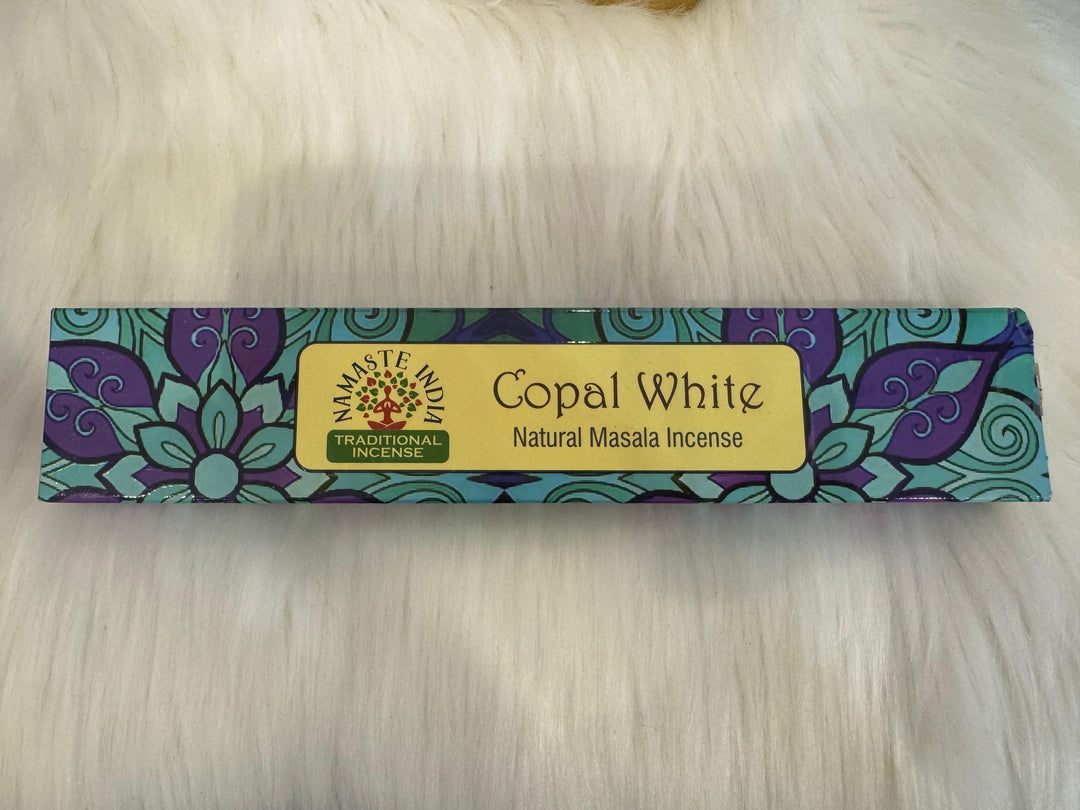 NAMASTE INDIA
TRADITIONAL
INCENSE
Copal White
Natural Masala Incense